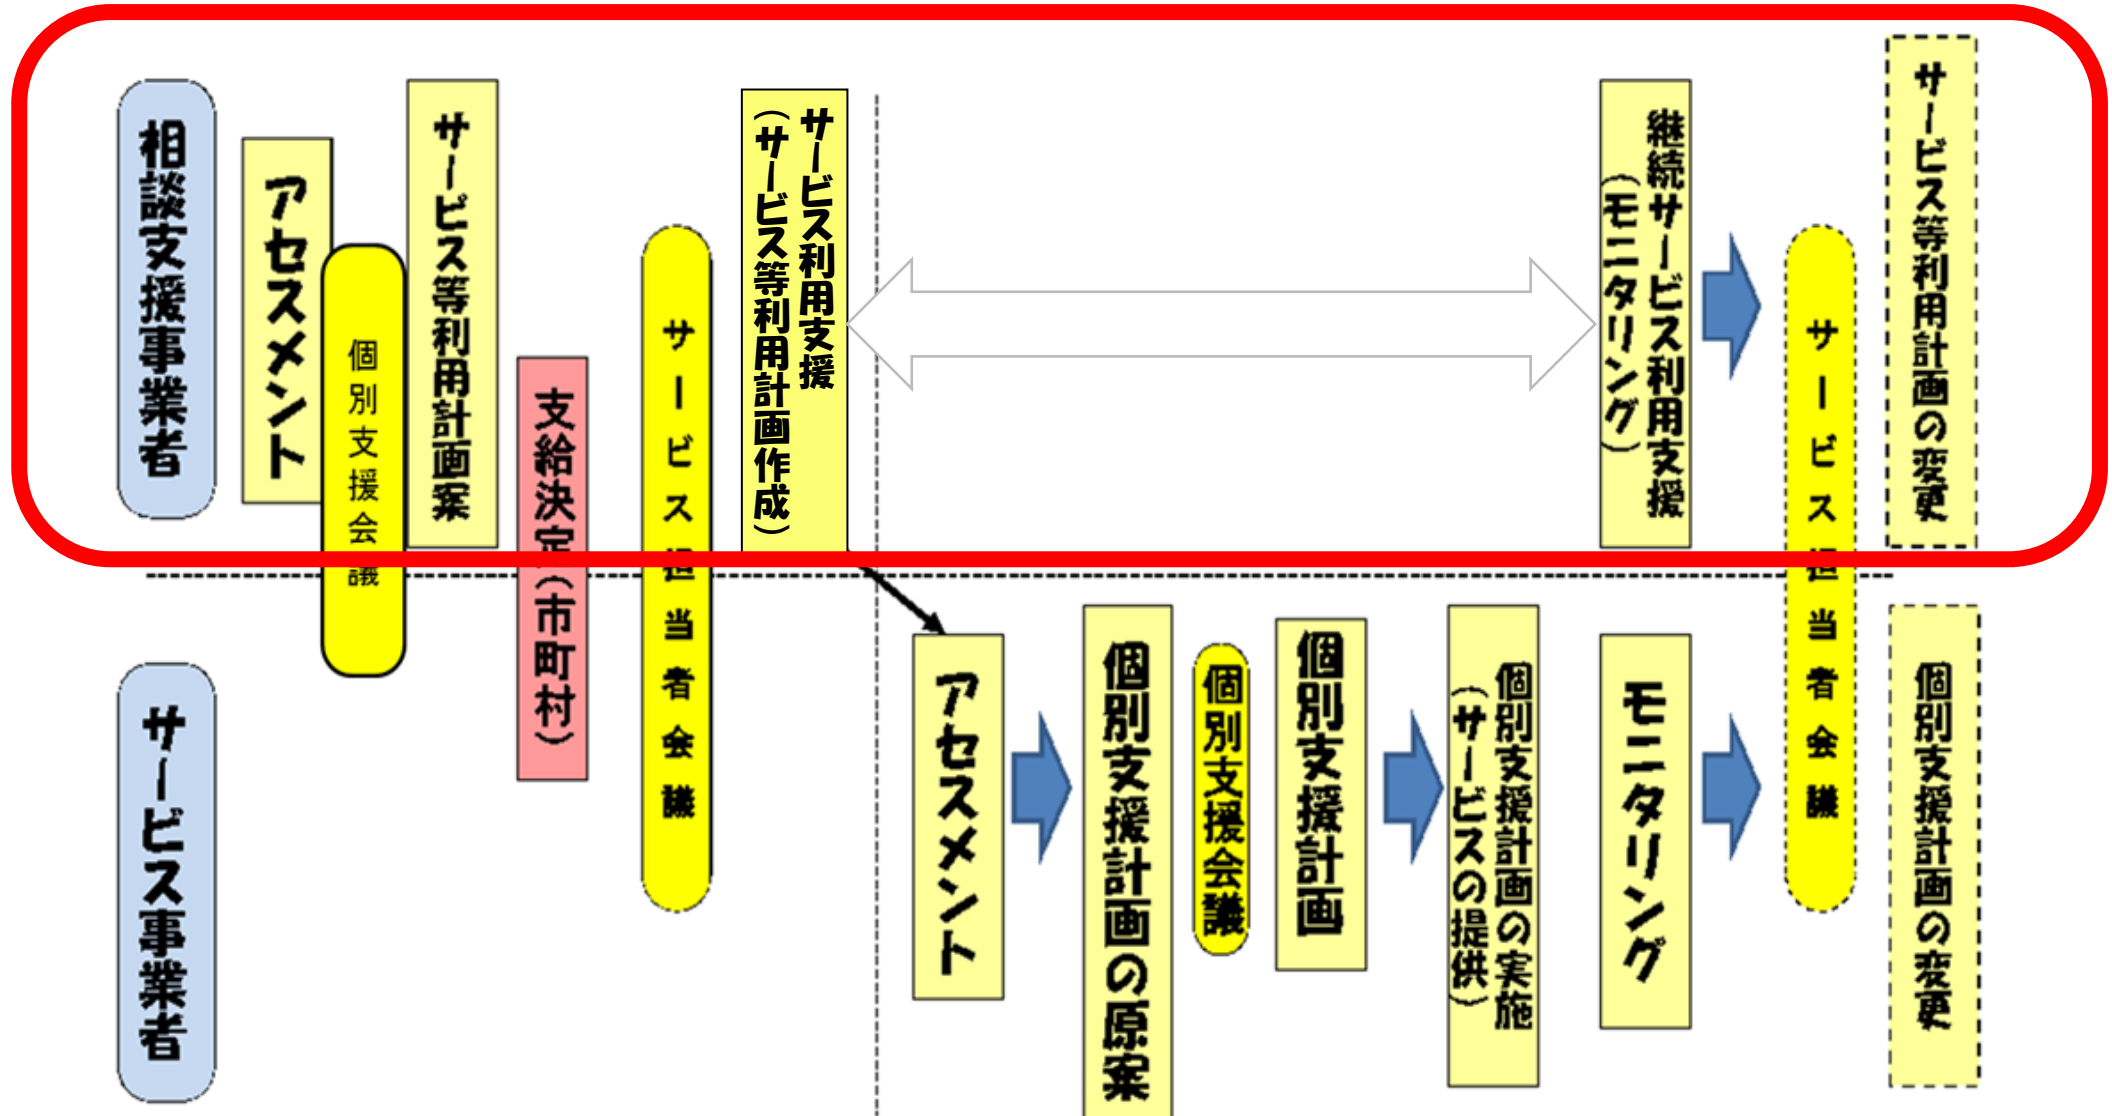 相談支援事業者
アセスメント
個別支援会議
サービス等利用計画案
支給決定(市町村)
サービス担当者会議
サービス利用支援
(サービス等利用計画作成)
継続サービス利用支援
(モニタリング)
サービス担当者会議
サービス等利用計画の変更
サービス事業者
アセスメント
個別支援計画の原案
個別支援会議
個別支援計画
個別支援計画の実施
(サービスの提供)
モニタリング
個別支援計画の変更